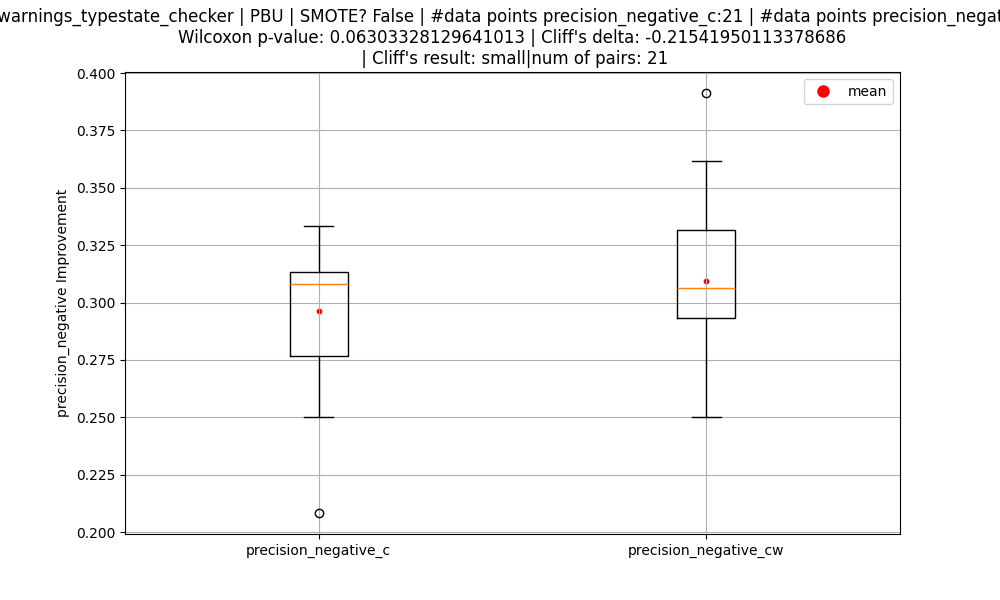 warnings_typestate_checker | PBU | SMOTE? False | #data points precision_negative_c:21 | #data points
Wilcoxon p-value: 0.06303328129641013 | Cliff's delta: -0.21541950113378686
| Cliff's result: small|num of pairs: 21
mean
0.400
0.375
0.350
0.325
0.300
0.275
0.250
0.225
0.200
precision_negative Improvement
precision_negative_c
precision_negative_cw